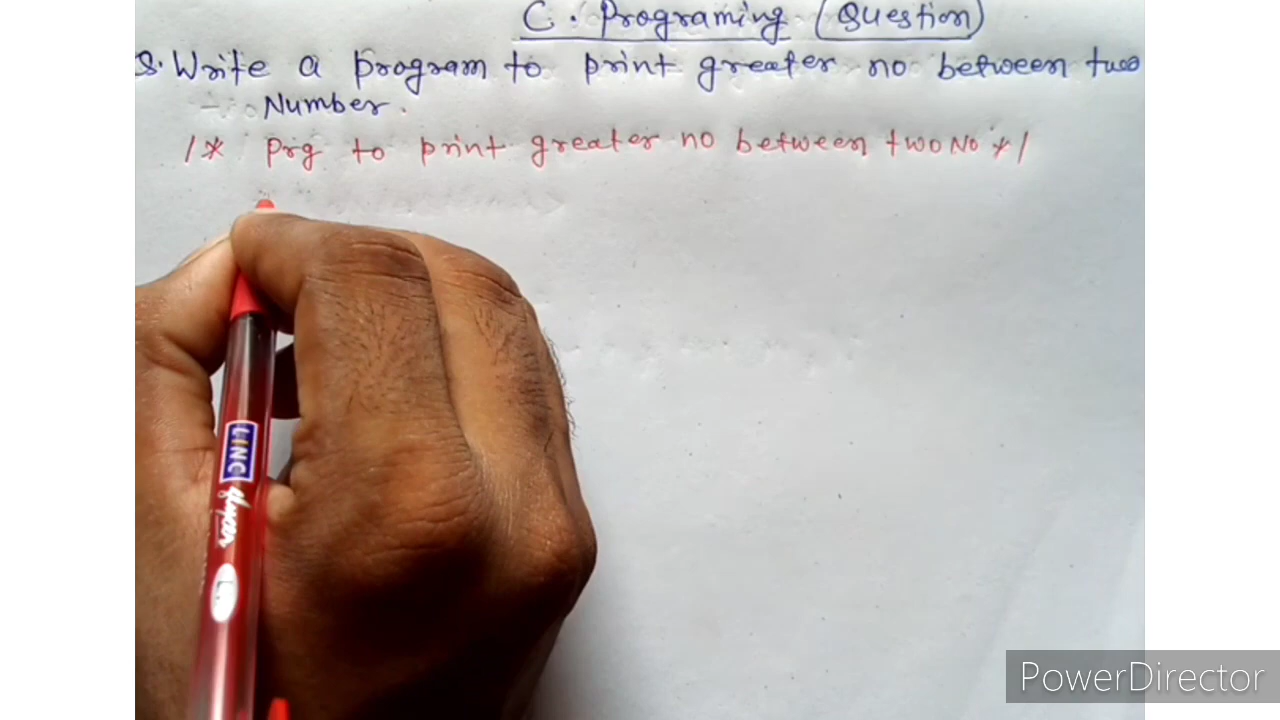 C. Programing (Question)
Q. Write a program to print greater no between two
Number.
/* Prg to print greater no between two No */
LINC
PowerDirector